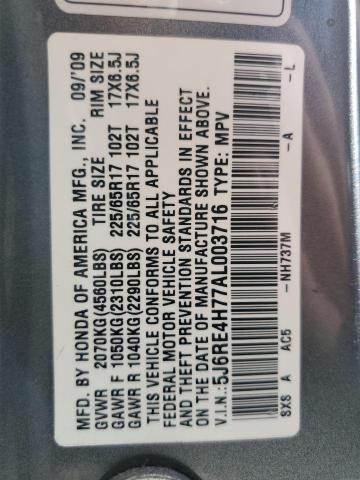 MFD. BY HONDA OF AMERICA MFG., INC. 09/'09
GVWR 2070KG(4560LBS) TIRE SIZE RIM SIZE
GAWR F 1050KG(2310LBS) 225/65R17 102T 17X6.5J
GAWR R 1040KG(2290LBS) 225/65R17 102T 17X6.5J
THIS VEHICLE CONFORMS TO ALL APPLICABLE
FEDERAL MOTOR VEHICLE SAFETY
AND THEFT PREVENTION STANDARDS IN EFFECT
ON THE DATE OF MANUFACTURE SHOWN ABOVE.
V.I.N.: 5J6RE4H77AL003716 TYPE: MPV
SXS A AC5 -NH737M -A -L